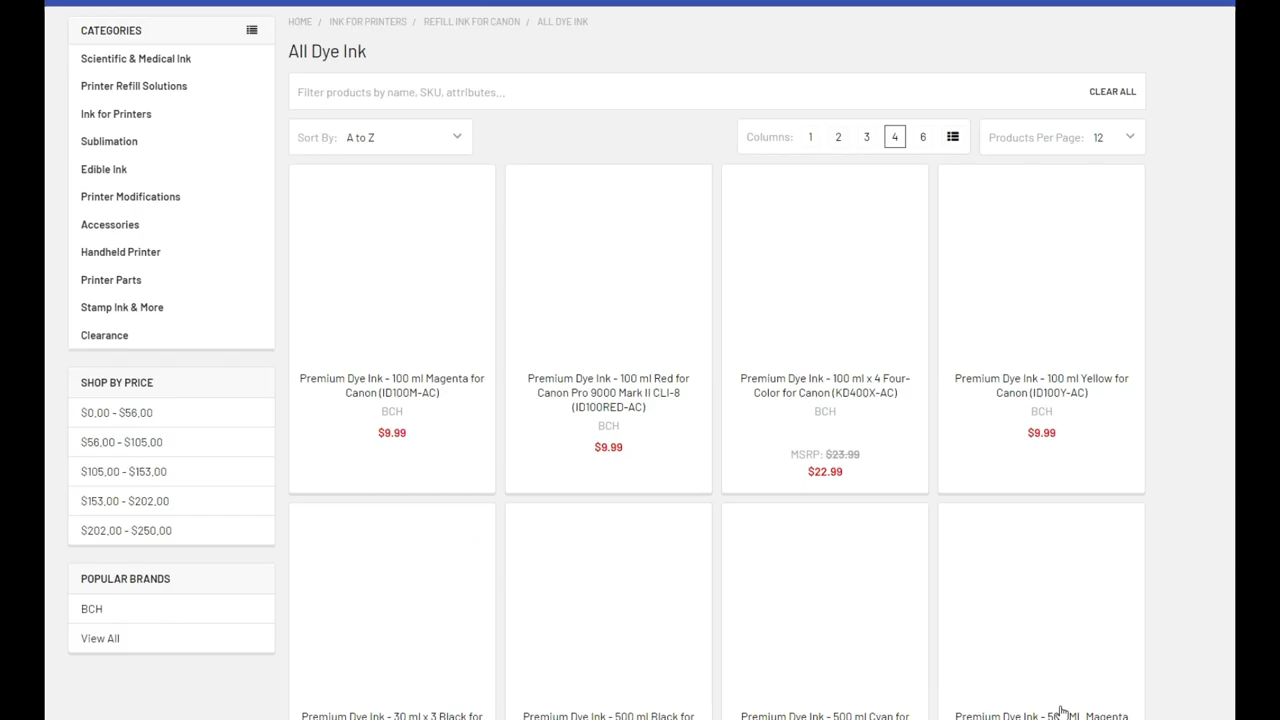 HOME / INK FOR PRINTERS / REFILL INK FOR CANON / ALL DYE INK
CATEGORIES
Scientific & Medical Ink
Printer Refill Solutions
Ink for Printers
Sublimation
Edible Ink
Printer Modifications
Accessories
Handheld Printer
Printer Parts
Stamp Ink & More
Clearance
SHOP BY PRICE
$0.00 - $56.00
$56.00 - $105.00
$105.00 - $153.00
$153.00 - $202.00
$202.00 - $250.00
POPULAR BRANDS
BCH
View All
All Dye Ink
Filter products by name, SKU, attributes...
CLEAR ALL
Sort By: A to Z
Columns: 1 2 3 4 6
Products Per Page: 12
Premium Dye Ink - 100 ml Magenta for
Canon (ID100M-AC)
BCH
$9.99
Premium Dye Ink - 100 ml Red for
Canon Pro 9000 Mark II CLI-8
(ID100RED-AC)
BCH
$9.99
Premium Dye Ink - 100 ml x 4 Four-
Color for Canon (KD400X-AC)
BCH
MSRP: $23.99
$22.99
Premium Dye Ink - 100 ml Yellow for
Canon (ID100Y-AC)
BCH
$9.99
Premium Dye Ink - 30 ml x 3 Black for
Premium Dye Ink - 500 ml Black for
Premium Dye Ink - 500 ml Cyan for
Premium Dye Ink - Magenta